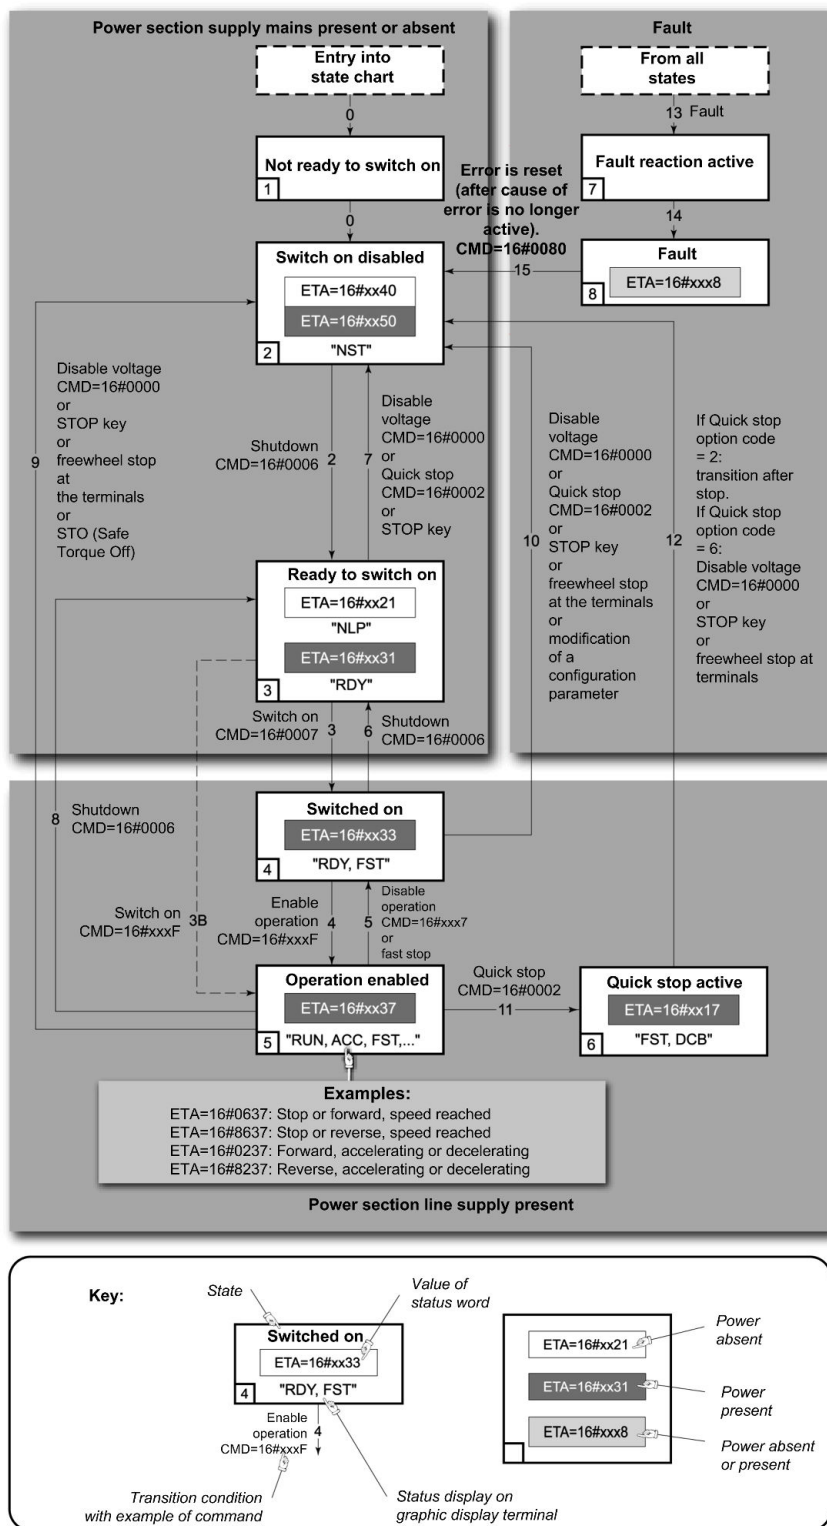 Power section supply mains present or absent
Entry into
state chart
0
Not ready to switch on
1
0
Switch on disabled
ETA=16#xx40
ETA=16#xx50
2
"NST"
Disable voltage
CMD=16#0000
or
STOP key
or
freewheel stop
at
the terminals
or
STO (Safe
Torque Off)
9
Shutdown
CMD=16#0006
2
7
Disable
voltage
CMD=16#0000
or
Quick stop
CMD=16#0002
or
STOP key
Ready to switch on
ETA=16#xx21
"NLP"
ETA=16#xx31
3
"RDY"
Switch on
CMD=16#0007
3
6
Shutdown
CMD=16#0006
Fault
From all
states
13
Fault
Fault reaction active
7
14
Fault
ETA=16#xxx8
8
Error is reset
(after cause of
error is no longer
active).
CMD=16#0080
15
Disable
voltage
CMD=16#0000
or
Quick stop
CMD=16#0002
or
STOP key
or
freewheel stop
at the terminals
or
modification
of a
configuration
parameter
10
12
If Quick stop
option code
= 2:
transition after
stop.
If Quick stop
option code
= 6:
Disable voltage
CMD=16#0000
or
STOP key
or
freewheel stop at
terminals
Switched on
ETA=16#xx33
4
"RDY, FST"
8
Shutdown
CMD=16#0006
Switch on
CMD=16#xxxF
3B
Enable
operation
CMD=16#xxxF
4
5
Disable
operation
CMD=16#xxx7
or
fast stop
Operation enabled
ETA=16#xx37
5
"RUN, ACC, FST,..."
Quick stop
CMD=16#0002
11
Quick stop active
ETA=16#xx17
6
"FST, DCB"
Examples:
ETA=16#0637: Stop or forward, speed reached
ETA=16#8637: Stop or reverse, speed reached
ETA=16#0237: Forward, accelerating or decelerating
ETA=16#8237: Reverse, accelerating or decelerating
Power section line supply present
Key:
State
Value of
status word
Switched on
ETA=16#xx33
4
"RDY, FST"
Enable
operation
CMD=16#xxxF
4
Transition condition
with example of command
Status display on
graphic display terminal
ETA=16#xx21
Power
absent
ETA=16#xx31
Power
present
ETA=16#xxx8
Power absent
or present